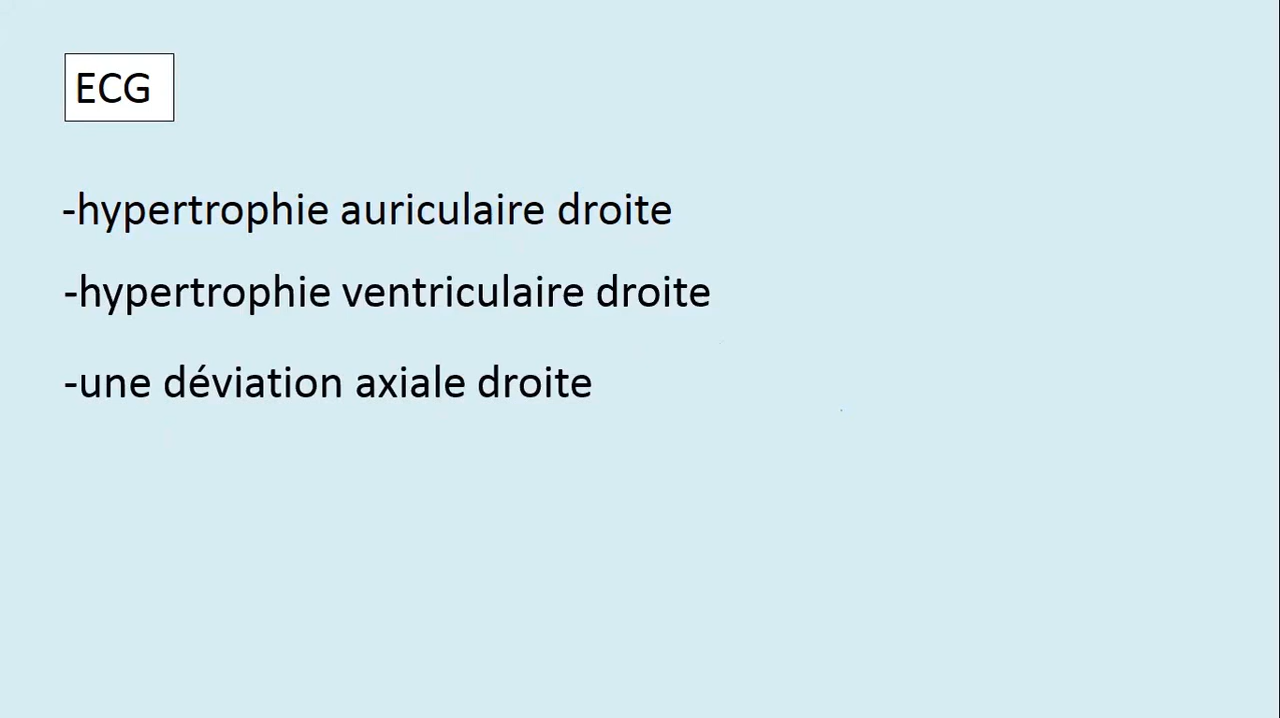 ECG
-hypertrophie auriculaire droite
-hypertrophie ventriculaire droite
-une déviation axiale droite